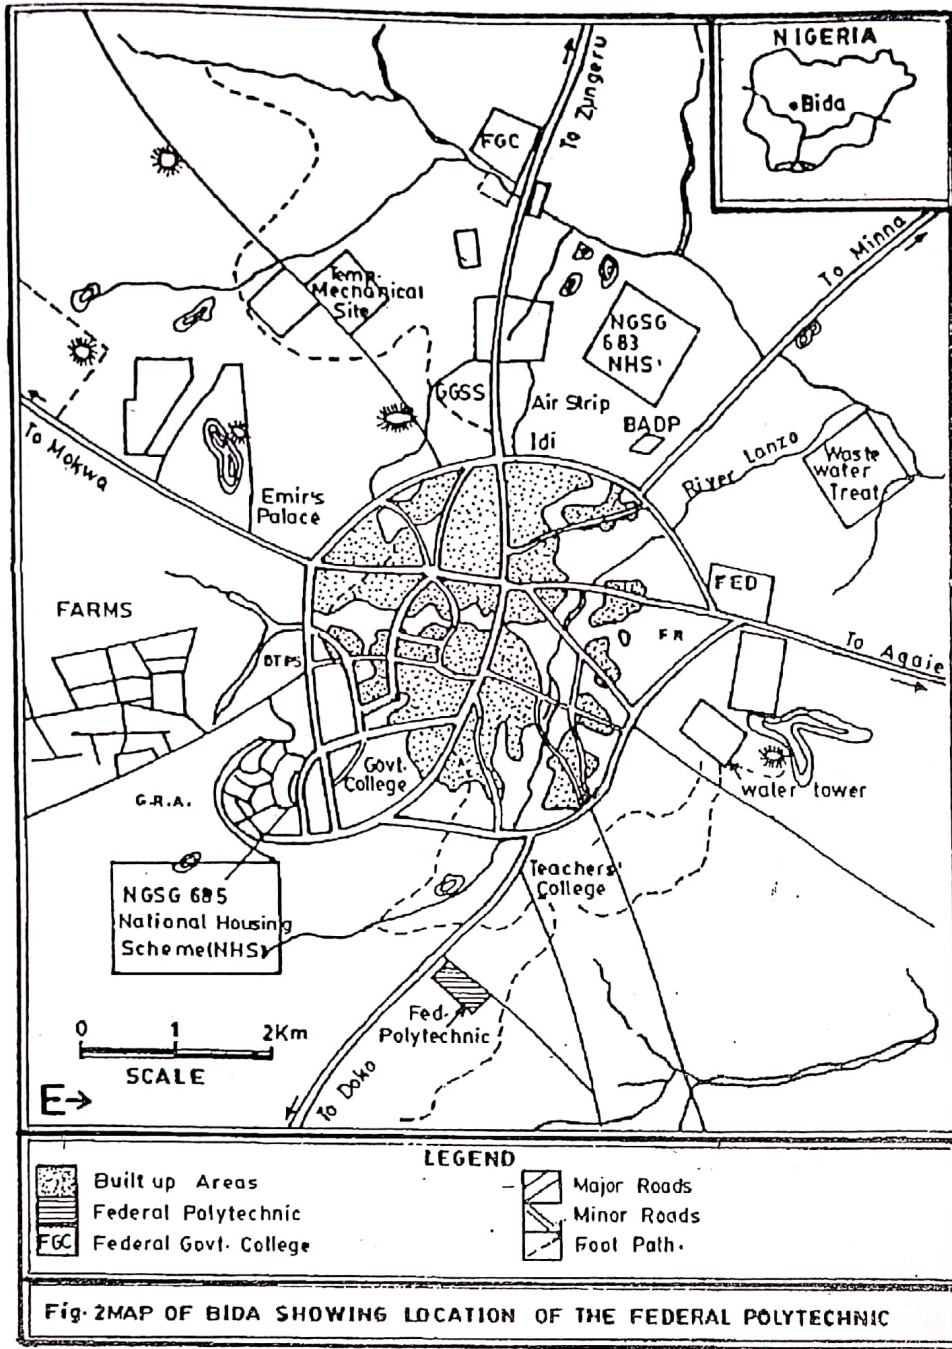 NIGERIA
Bida
To Zungeru
FGC
To Minna
Temp.
Mechanical
Site
NGSG
683
NHS.
GGSS
Air Strip
Idi
BADP
River Lanzo
Waste
water
Treat.
To Mokwa
Emir's
Palace
FED
FARMS
BTPS
F R
To Agaie
Govt.
College
G.R.A.
water tower
NGSG 685
National Housing
Scheme(NHS)
Teachers'
College
Fed.
Polytechnic
0 1 2Km
SCALE
E→
To Doko
LEGEND
Built up Areas
Federal Polytechnic
FGC Federal Govt. College
Major Roads
Minor Roads
Foot Path.
Fig. 2MAP OF BIDA SHOWING LOCATION OF THE FEDERAL POLYTECHNIC